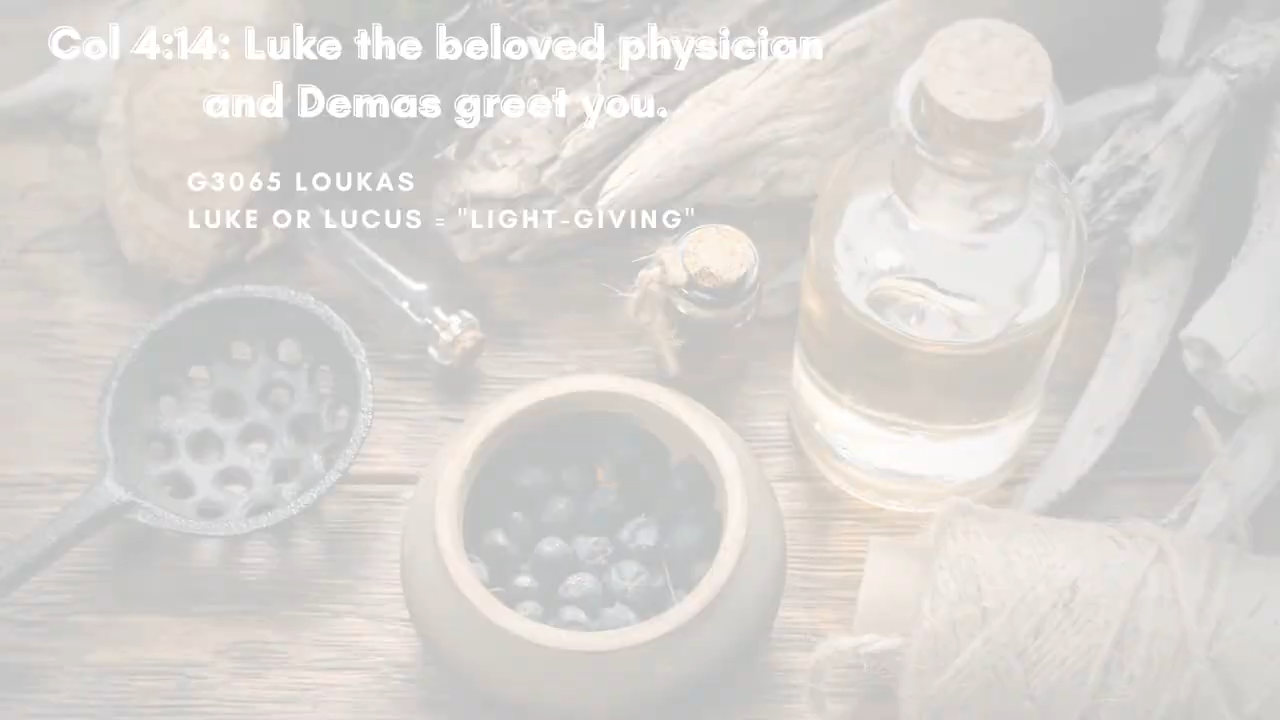 Col 4:14: Luke the beloved physician
and Demas greet you.
G3065 LOUKAS
LUKE OR LUCUS = "LIGHT-GIVING"